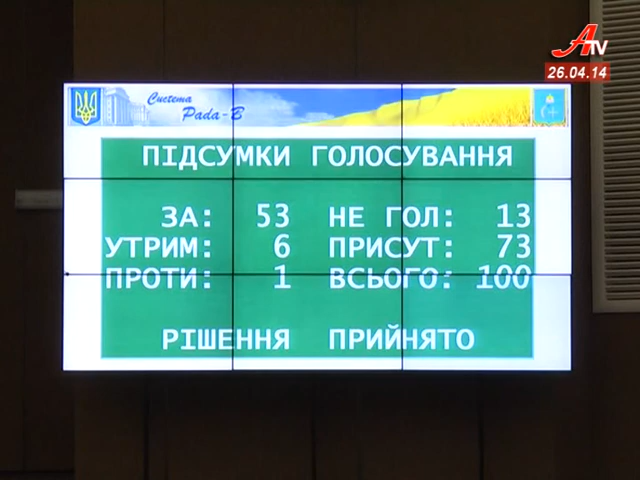 ATV
26.04.14
Система
Рада-В
ПІДСУМКИ ГОЛОСУВАННЯ
ЗА: 53 НЕ ГОЛ: 13
УТРИМ: 6 ПРИСУТ: 73
ПРОТИ: 1 ВСЬОГО: 100
РІШЕННЯ ПРИЙНЯТО